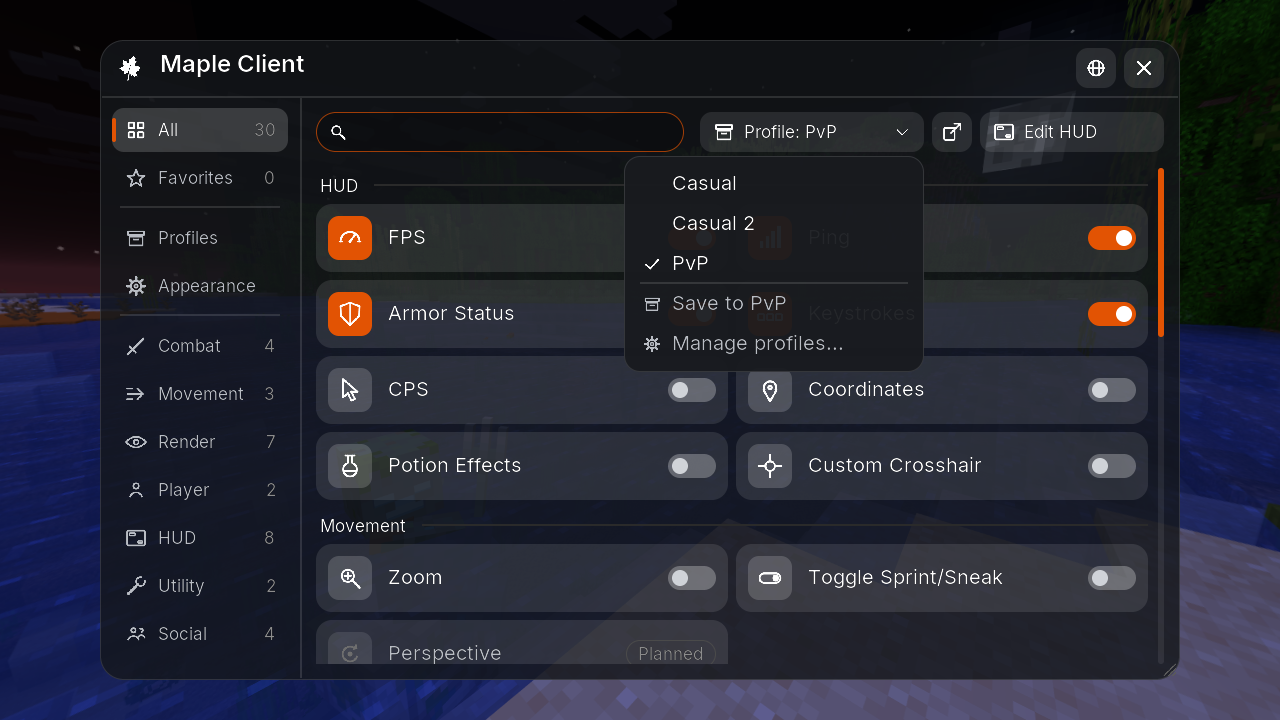 Maple Client
All 30
Favorites 0
Profiles
Appearance
Combat 4
Movement 3
Render 7
Player 2
HUD 8
Utility 2
Social 4
Profile: PvP
Edit HUD
Casual
Casual 2
PvP
Save to PvP
Manage profiles...
HUD
FPS
Ping
Armor Status
Keystrokes
CPS
Coordinates
Potion Effects
Custom Crosshair
Movement
Zoom
Toggle Sprint/Sneak
Perspective
Planned